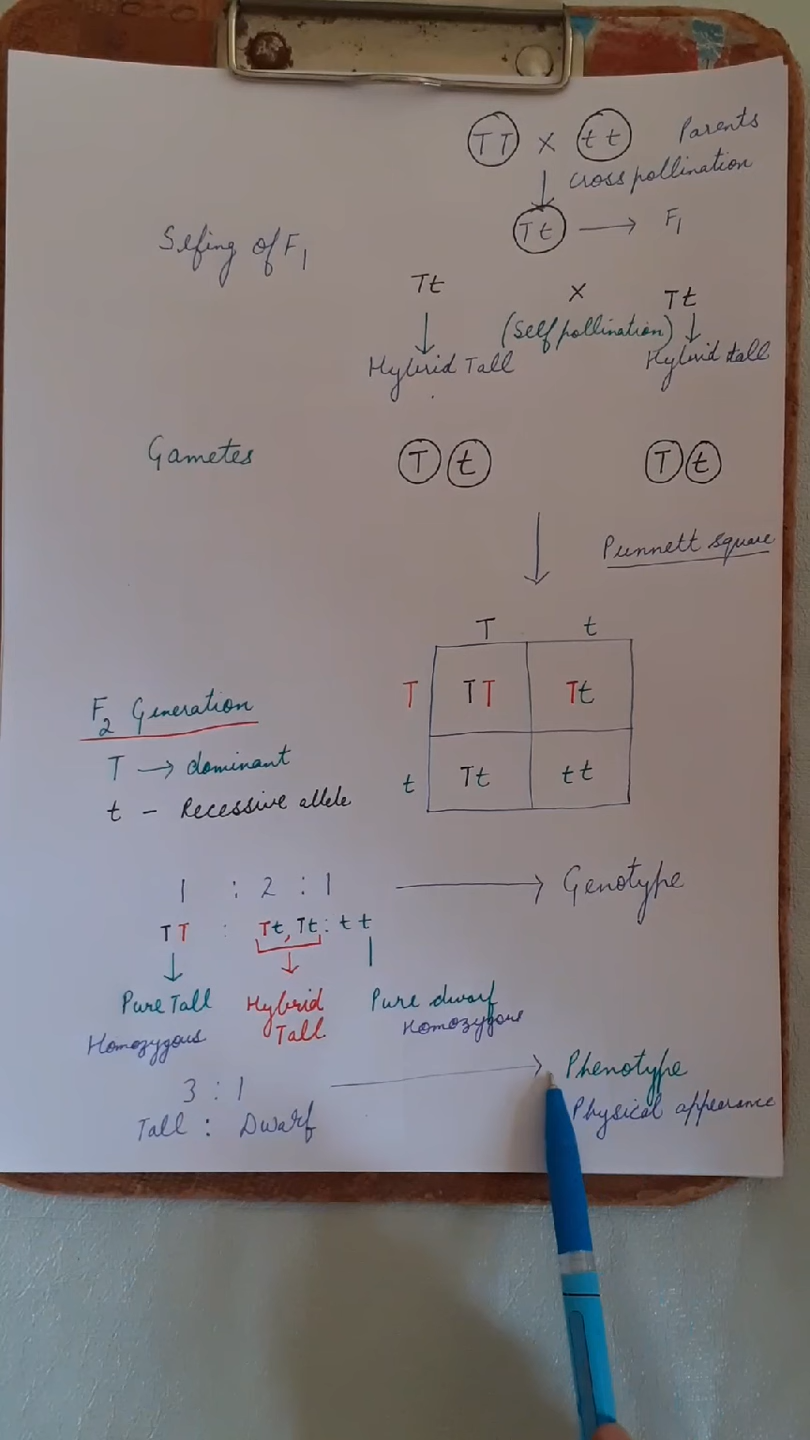 TT × tt Parents
cross pollination
Tt → F1
Selfing of F1
Tt × Tt
(Self pollination)
Hybrid Tall Hybrid tall
Gametes T t T t
Punnett square
T t
T TT Tt
t Tt tt
F2 Generation
T → dominant
t – Recessive allele
1 : 2 : 1 → Genotype
TT : Tt, Tt : tt
Pure Tall Hybrid Tall Pure dwarf
Homozygous Homozygous
3 : 1 → Phenotype
Tall : Dwarf Physical appearance